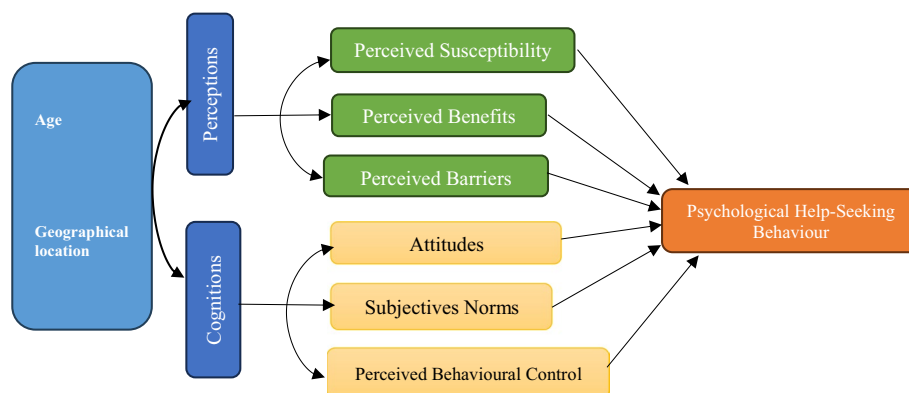 Age
Geographical
location
Perceptions
Cognitions
Perceived Susceptibility
Perceived Benefits
Perceived Barriers
Attitudes
Subjectives Norms
Perceived Behavioural Control
Psychological Help-Seeking
Behaviour